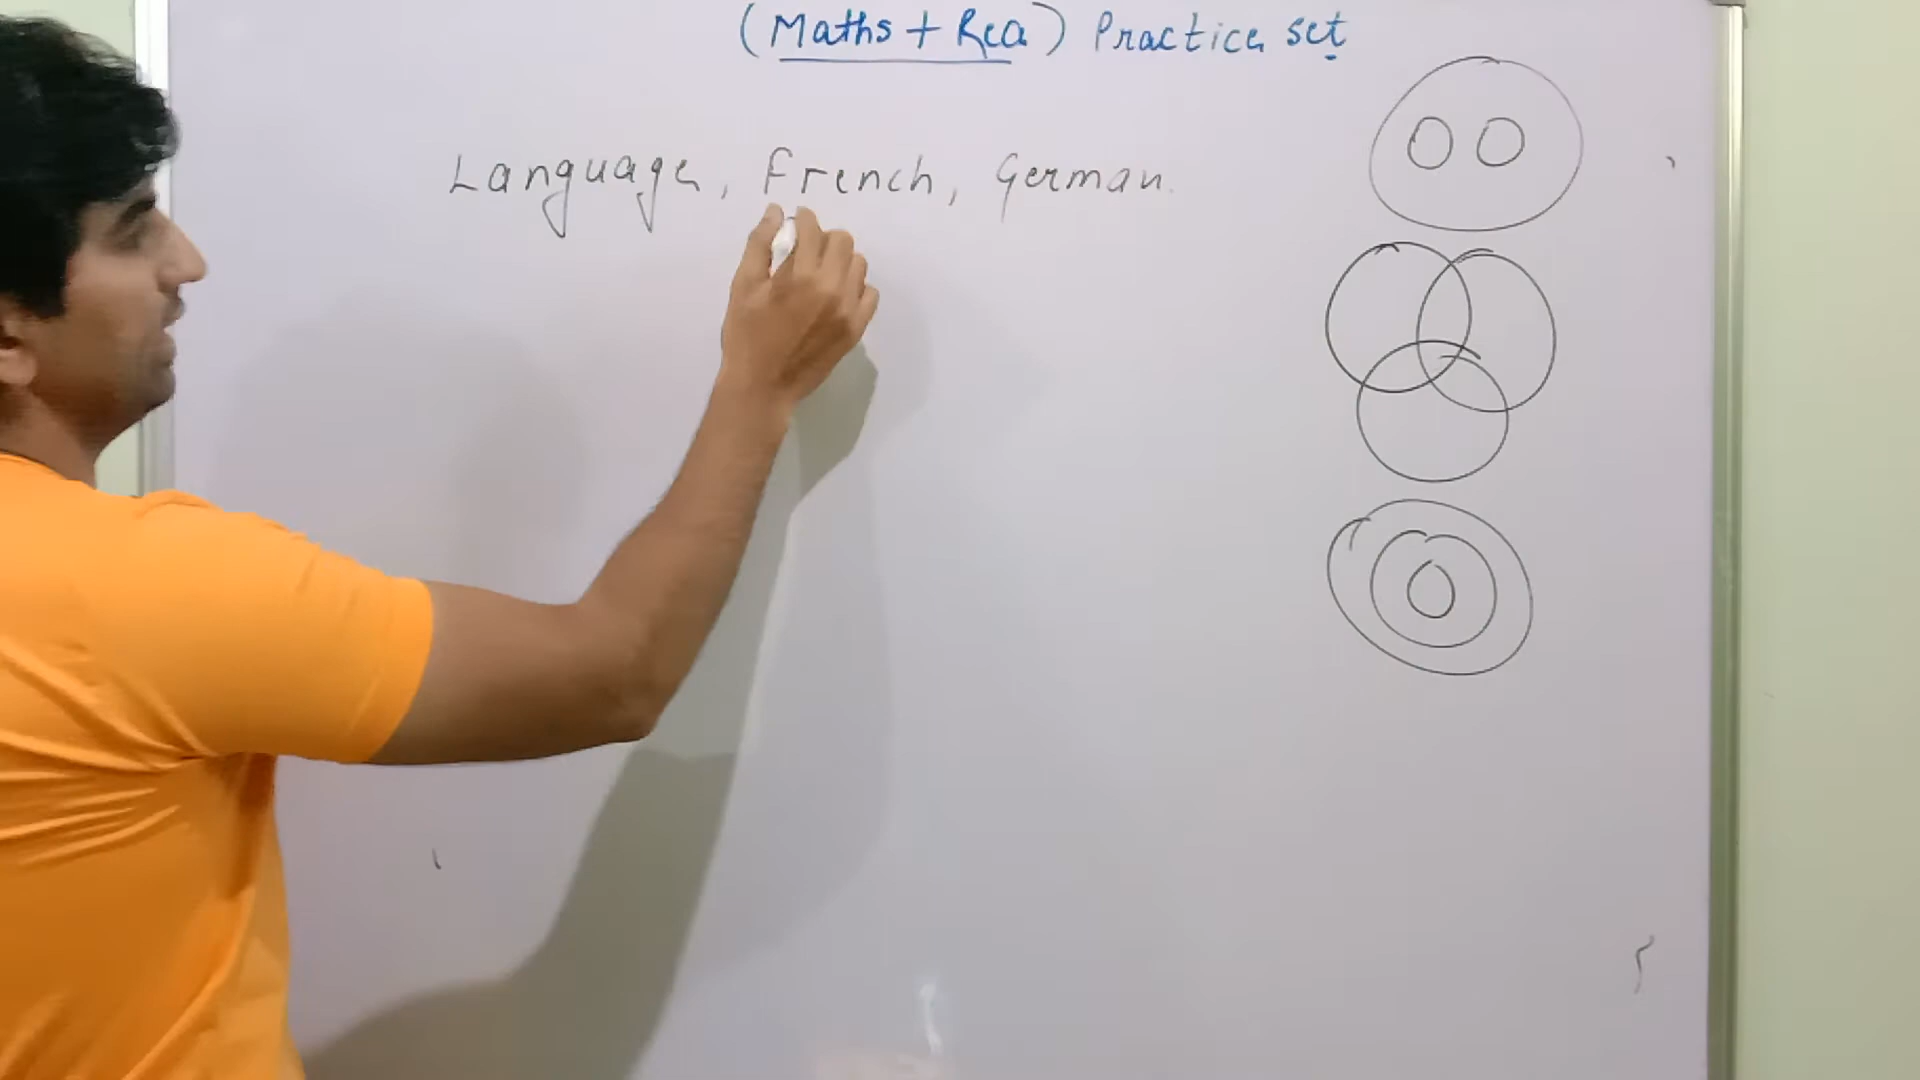 (Maths + Rea) Practice set
Language, French, German.